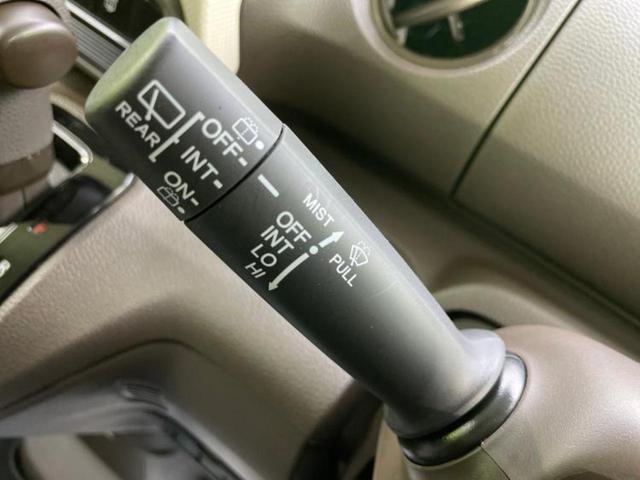 REAR
OFF-
INT-
ON-
MIST
OFF
INT
LO
HI
PULL